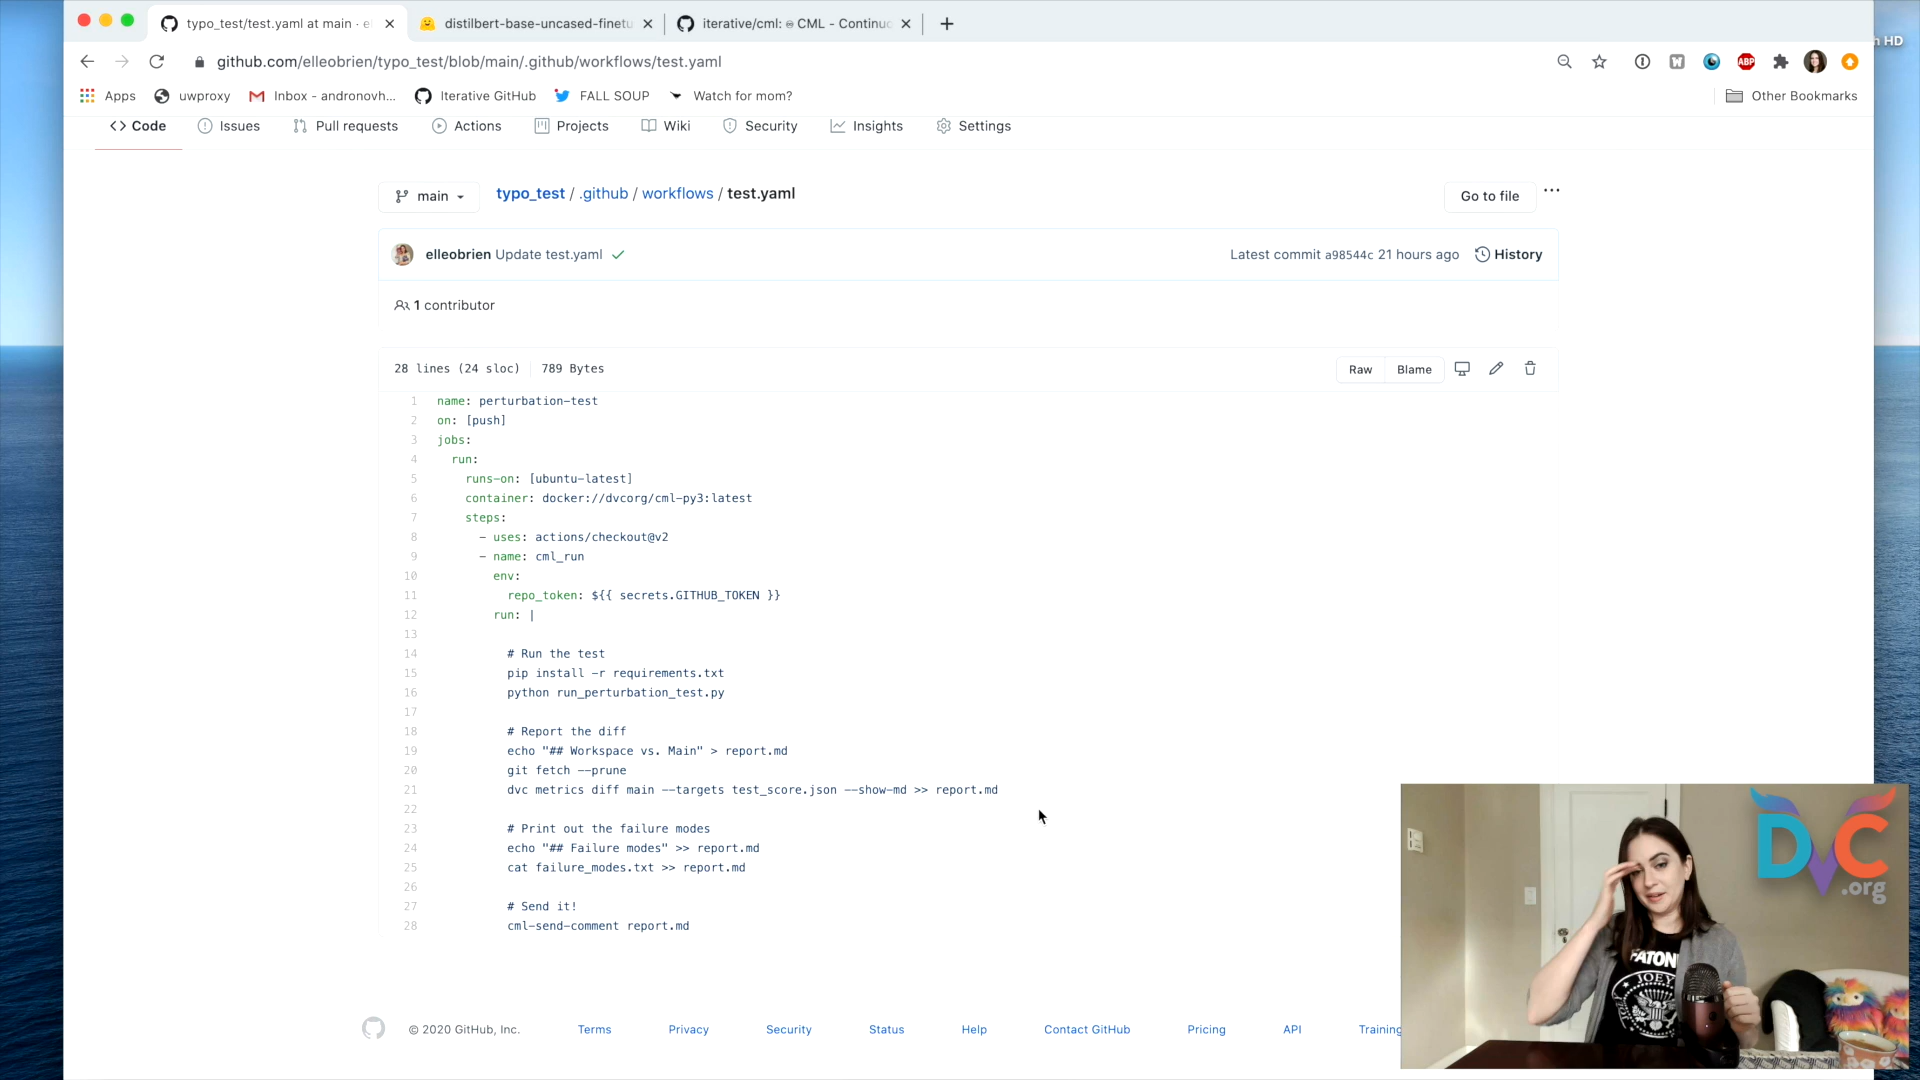 typo_test/test.yaml at main · e
distilbert-base-uncased-finetu
iterative/cml: ♾️ CML - Continuo
h HD
github.com/elleobrien/typo_test/blob/main/.github/workflows/test.yaml
ABP
Apps
uwproxy
Inbox - andronovh...
Iterative GitHub
FALL SOUP
Watch for mom?
Other Bookmarks
<> Code
Issues
Pull requests
Actions
Projects
Wiki
Security
Insights
Settings
main
typo_test / .github / workflows / test.yaml
Go to file
...
elleobrien Update test.yaml ✓
Latest commit a98544c 21 hours ago
History
1 contributor
28 lines (24 sloc)
789 Bytes
Raw
Blame
1 name: perturbation-test
2 on: [push]
3 jobs:
4 run:
5 runs-on: [ubuntu-latest]
6 container: docker://dvcorg/cml-py3:latest
7 steps:
8 - uses: actions/checkout@v2
9 - name: cml_run
10 env:
11 repo_token: ${{ secrets.GITHUB_TOKEN }}
12 run: |
13
14 # Run the test
15 pip install -r requirements.txt
16 python run_perturbation_test.py
17
18 # Report the diff
19 echo "## Workspace vs. Main" > report.md
20 git fetch --prune
21 dvc metrics diff main --targets test_score.json --show-md >> report.md
22
23 # Print out the failure modes
24 echo "## Failure modes" >> report.md
25 cat failure_modes.txt >> report.md
26
27 # Send it!
28 cml-send-comment report.md
© 2020 GitHub, Inc.
Terms
Privacy
Security
Status
Help
Contact GitHub
Pricing
API
Training
DVC
.org
JOEY